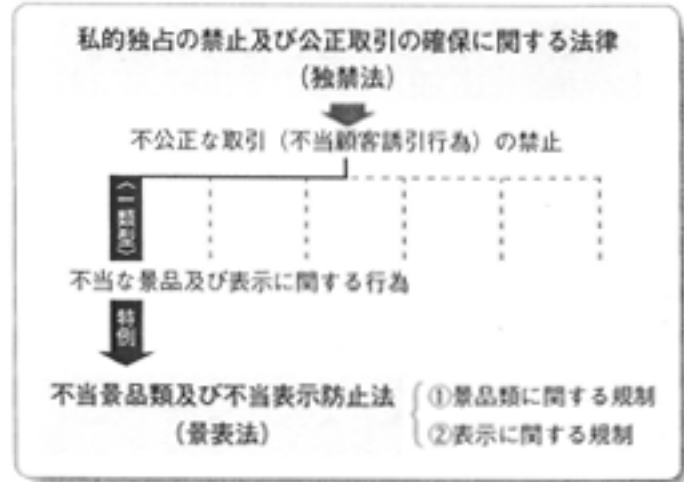 私的独占の禁止及び公正取引の確保に関する法律
（独禁法）
不公正な取引（不当顧客誘引行為）の禁止
〈一類型〉
不当な景品及び表示に関する行為
特例
不当景品類及び不当表示防止法
（景表法）
①景品類に関する規制
②表示に関する規制